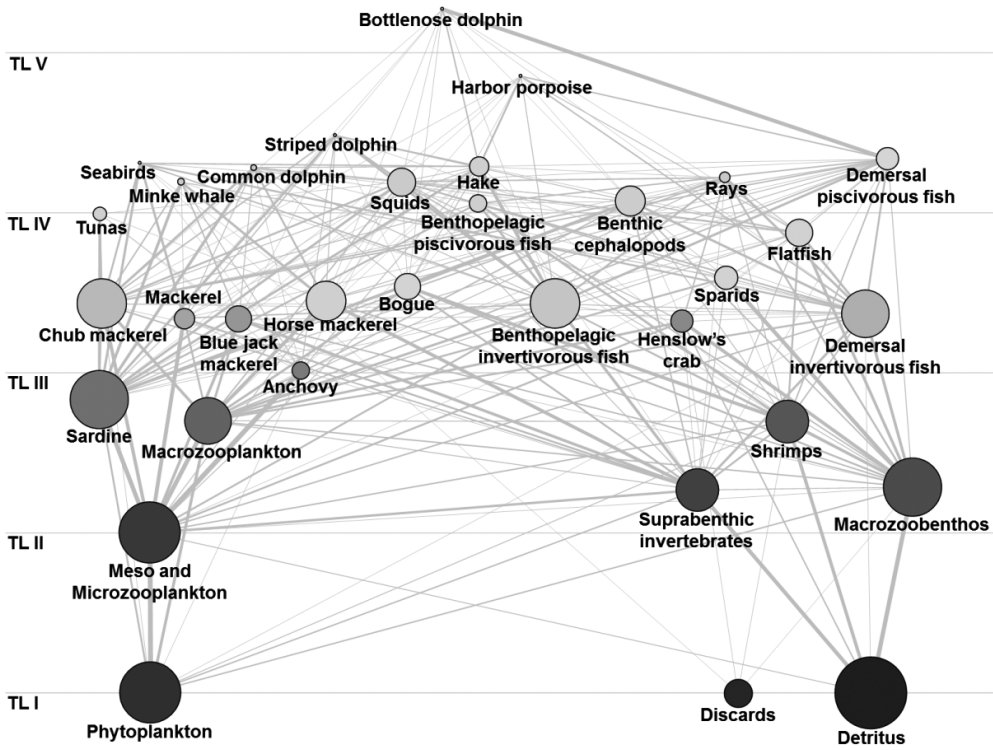 Bottlenose dolphin
TL V
Harbor porpoise
Striped dolphin
Seabirds
Common dolphin
Minke whale
Squids
Hake
Rays
Demersal
piscivorous fish
TL IV
Tunas
Benthopelagic
piscivorous fish
Benthic
cephalopods
Flatfish
Mackerel
Chub mackerel
Blue jack
mackerel
Horse mackerel
Bogue
Benthopelagic
invertivorous fish
Sparids
Henslow's
crab
Demersal
invertivorous fish
TL III
Anchovy
Sardine
Macrozooplankton
Shrimps
Suprabenthic
invertebrates
Macrozoobenthos
TL II
Meso and
Microzooplankton
TL I
Phytoplankton
Discards
Detritus